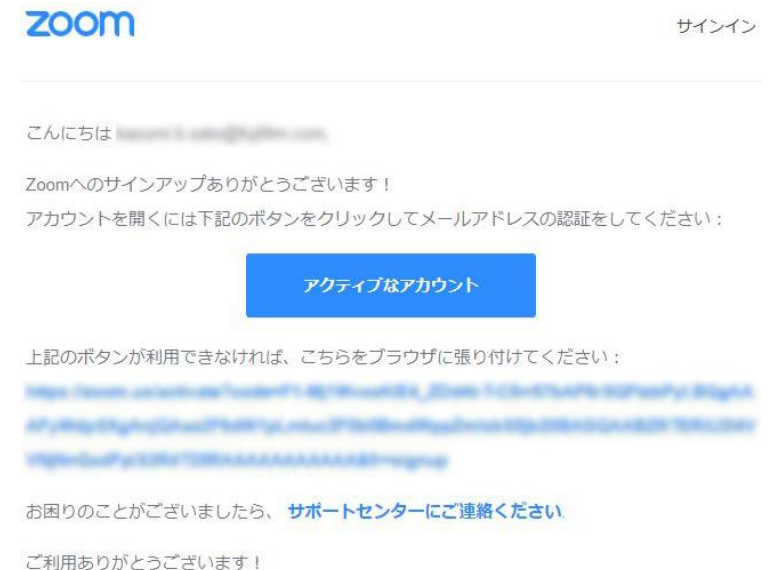 zoom
サインイン
こんにちは
Zoomへのサインアップありがとうございます！
アカウントを開くには下記のボタンをクリックしてメールアドレスの認証をしてください：
アクティブなアカウント
上記のボタンが利用できなければ、こちらをブラウザに張り付けてください：
お困りのことがございましたら、 サポートセンターにご連絡ください.
ご利用ありがとうございます！